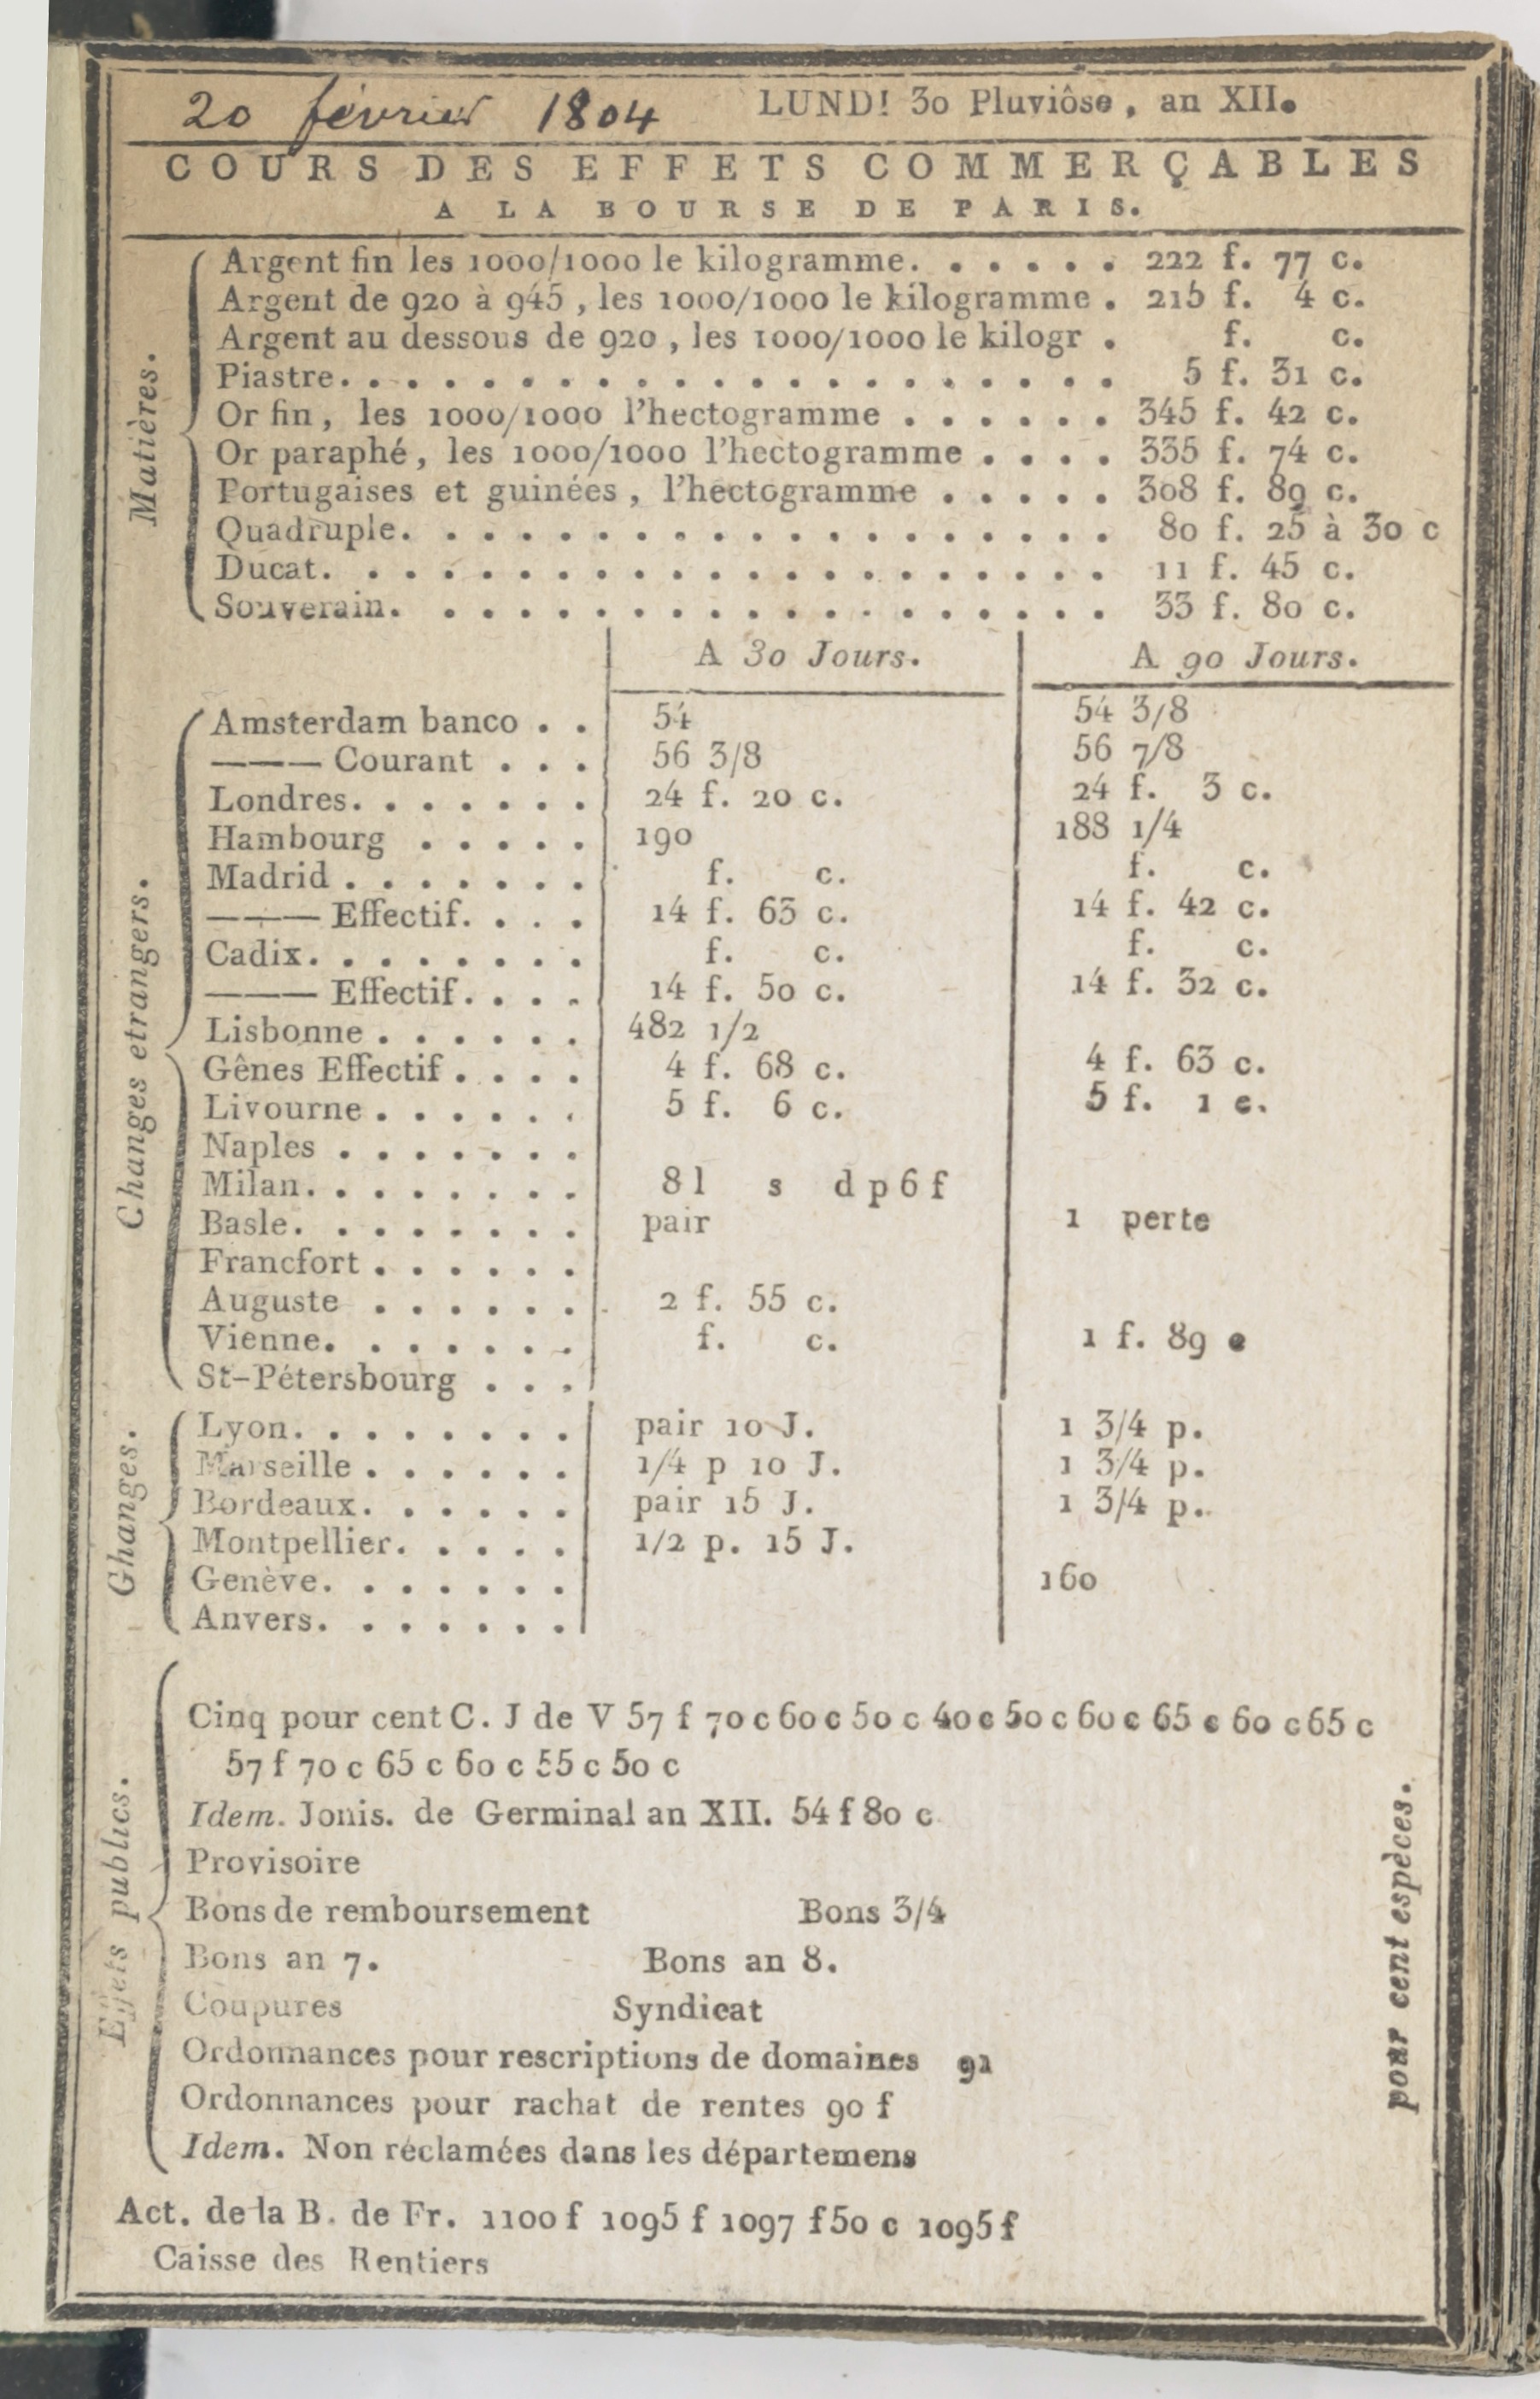 20 février 1804 LUNDI 30 Pluviôse, an XII.
COURS DES EFFETS COMMERÇABLES
A LA BOURSE DE PARIS.
Matières.
Argent fin les 1000/1000 le kilogramme. . . . . . 222 f. 77 c.
Argent de 920 à 945, les 1000/1000 le kilogramme . 215 f. 4 c.
Argent au dessous de 920, les 1000/1000 le kilogr . f. c.
Piastre. . . . . . . . . . . . . . . . . . . . . 5 f. 31 c.
Or fin, les 1000/1000 l'hectogramme . . . . . . 345 f. 42 c.
Or paraphé, les 1000/1000 l'hectogramme . . . . 335 f. 74 c.
Portugaises et guinées, l'hectogramme . . . . . 308 f. 89 c.
Quadruple. . . . . . . . . . . . . . . . . . . 80 f. 25 à 30 c
Ducat. . . . . . . . . . . . . . . . . . . . . 11 f. 45 c.
Souverain. . . . . . . . . . . . . . . . . . . 33 f. 80 c.
A 30 Jours. A 90 Jours.
Changes etrangers.
Amsterdam banco . . 54 54 3/8
——— Courant . . . 56 3/8 56 7/8
Londres. . . . . . . 24 f. 20 c. 24 f. 3 c.
Hambourg . . . . . 190 188 1/4
Madrid . . . . . . . f. c. f. c.
——— Effectif. . . . 14 f. 63 c. 14 f. 42 c.
Cadix. . . . . . . . f. c. f. c.
——— Effectif. . . . 14 f. 50 c. 14 f. 32 c.
Lisbonne . . . . . . 482 1/2
Gênes Effectif . . . . 4 f. 68 c. 4 f. 63 c.
Livourne . . . . . . 5 f. 6 c. 5 f. 1 c.
Naples . . . . . . .
Milan. . . . . . . . 8 l s d p 6 f
Basle. . . . . . . . pair 1 perte
Francfort . . . . . .
Auguste . . . . . . 2 f. 55 c.
Vienne. . . . . . . f. c. 1 f. 89 c
St-Pétersbourg . . .
Ghanges.
Lyon. . . . . . . . pair 10 J. 1 3/4 p.
Marseille . . . . . . 1/4 p 10 J. 1 3/4 p.
Bordeaux. . . . . . pair 15 J. 1 3/4 p.
Montpellier. . . . . 1/2 p. 15 J.
Genève. . . . . . . 160
Anvers. . . . . . .
Effets publics.
Cinq pour cent C. J de V 57 f 70 c 60 c 50 c 40 c 50 c 60 c 65 c 60 c 65 c
57 f 70 c 65 c 60 c 55 c 50 c
Idem. Jonis. de Germinal an XII. 54 f 80 c
Provisoire
Bons de remboursement Bons 3/4
Bons an 7. Bons an 8.
Coupures Syndicat
Ordonnances pour rescriptions de domaines 91
Ordonnances pour rachat de rentes 90 f
Idem. Non réclamées dans les départemens
pour cent espèces.
Act. de la B. de Fr. 1100 f 1095 f 1097 f 50 c 1095 f
Caisse des Rentiers